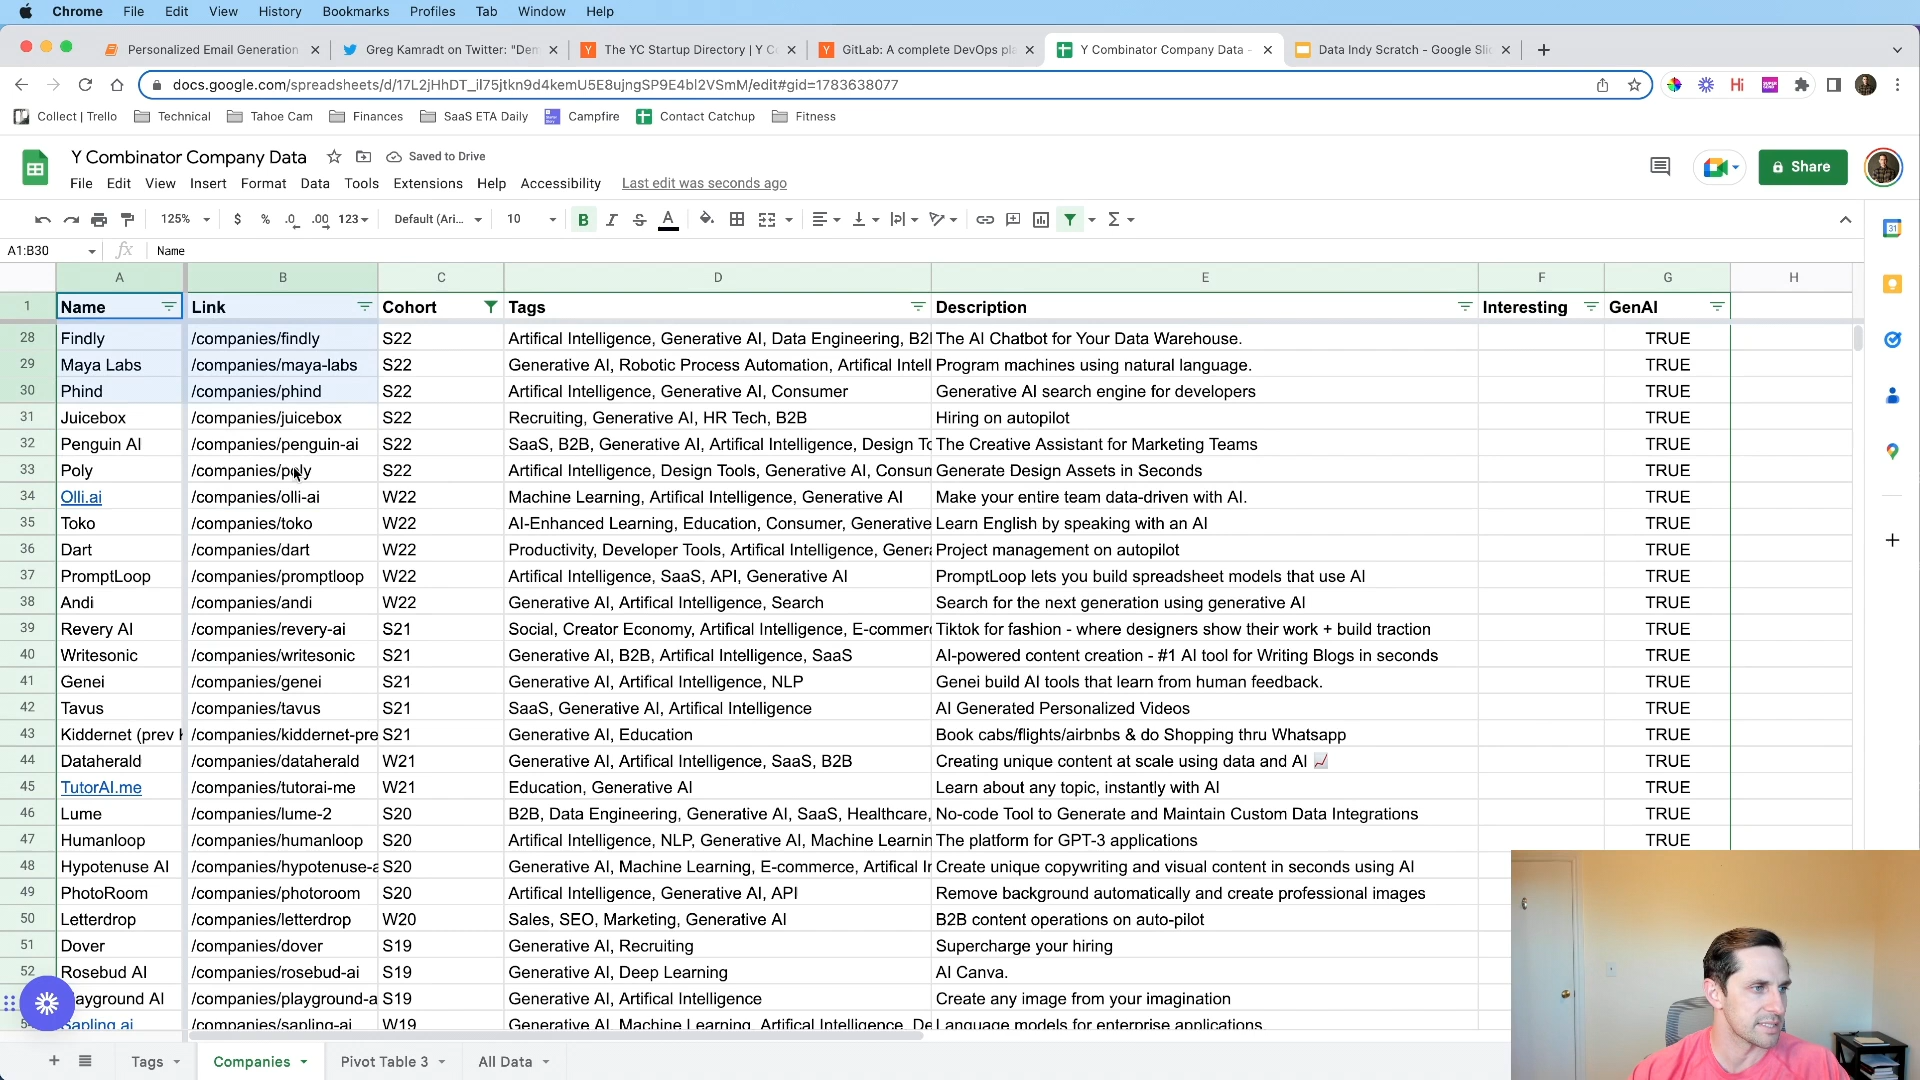 Chrome File Edit View History Bookmarks Profiles Tab Window Help
Personalized Email Generation
Greg Kamradt on Twitter: "Dem
The YC Startup Directory | Y C
GitLab: A complete DevOps pla
Y Combinator Company Data -
Data Indy Scratch - Google Slic
docs.google.com/spreadsheets/d/17L2jHhDT_il75jtkn9d4kemU5E8ujngSP9E4bl2VSmM/edit#gid=1783638077
Collect | Trello Technical Tahoe Cam Finances SaaS ETA Daily Campfire Contact Catchup Fitness
Y Combinator Company Data Saved to Drive
File Edit View Insert Format Data Tools Extensions Help Accessibility Last edit was seconds ago
Share
125% $ % .0 .00 123 Default (Ari... 10 B I S A
A1:B30 fx Name
A B C D E F G H
1 Name Link Cohort Tags Description Interesting GenAI
28 Findly /companies/findly S22 Artifical Intelligence, Generative AI, Data Engineering, B2 The AI Chatbot for Your Data Warehouse. TRUE
29 Maya Labs /companies/maya-labs S22 Generative AI, Robotic Process Automation, Artifical Intell Program machines using natural language. TRUE
30 Phind /companies/phind S22 Artifical Intelligence, Generative AI, Consumer Generative AI search engine for developers TRUE
31 Juicebox /companies/juicebox S22 Recruiting, Generative AI, HR Tech, B2B Hiring on autopilot TRUE
32 Penguin AI /companies/penguin-ai S22 SaaS, B2B, Generative AI, Artifical Intelligence, Design To The Creative Assistant for Marketing Teams TRUE
33 Poly /companies/poly S22 Artifical Intelligence, Design Tools, Generative AI, Consun Generate Design Assets in Seconds TRUE
34 Olli.ai /companies/olli-ai W22 Machine Learning, Artifical Intelligence, Generative AI Make your entire team data-driven with AI. TRUE
35 Toko /companies/toko W22 AI-Enhanced Learning, Education, Consumer, Generative Learn English by speaking with an AI TRUE
36 Dart /companies/dart W22 Productivity, Developer Tools, Artifical Intelligence, Genera Project management on autopilot TRUE
37 PromptLoop /companies/promptloop W22 Artifical Intelligence, SaaS, API, Generative AI PromptLoop lets you build spreadsheet models that use AI TRUE
38 Andi /companies/andi W22 Generative AI, Artifical Intelligence, Search Search for the next generation using generative AI TRUE
39 Revery AI /companies/revery-ai S21 Social, Creator Economy, Artifical Intelligence, E-commerc Tiktok for fashion - where designers show their work + build traction TRUE
40 Writesonic /companies/writesonic S21 Generative AI, B2B, Artifical Intelligence, SaaS AI-powered content creation - #1 AI tool for Writing Blogs in seconds TRUE
41 Genei /companies/genei S21 Generative AI, Artifical Intelligence, NLP Genei build AI tools that learn from human feedback. TRUE
42 Tavus /companies/tavus S21 SaaS, Generative AI, Artifical Intelligence AI Generated Personalized Videos TRUE
43 Kiddernet (prev /companies/kiddernet-pre S21 Generative AI, Education Book cabs/flights/airbnbs & do Shopping thru Whatsapp TRUE
44 Dataherald /companies/dataherald W21 Generative AI, Artifical Intelligence, SaaS, B2B Creating unique content at scale using data and AI 📈 TRUE
45 TutorAI.me /companies/tutorai-me W21 Education, Generative AI Learn about any topic, instantly with AI TRUE
46 Lume /companies/lume-2 S20 B2B, Data Engineering, Generative AI, SaaS, Healthcare, No-code Tool to Generate and Maintain Custom Data Integrations TRUE
47 Humanloop /companies/humanloop S20 Artifical Intelligence, NLP, Generative AI, Machine Learnin The platform for GPT-3 applications TRUE
48 Hypotenuse AI /companies/hypotenuse-a S20 Generative AI, Machine Learning, E-commerce, Artifical Ir Create unique copywriting and visual content in seconds using AI
49 PhotoRoom /companies/photoroom S20 Artifical Intelligence, Generative AI, API Remove background automatically and create professional images
50 Letterdrop /companies/letterdrop W20 Sales, SEO, Marketing, Generative AI B2B content operations on auto-pilot
51 Dover /companies/dover S19 Generative AI, Recruiting Supercharge your hiring
52 Rosebud AI /companies/rosebud-ai S19 Generative AI, Deep Learning AI Canva.
ayground AI /companies/playground-a S19 Generative AI, Artifical Intelligence Create any image from your imagination
Sapling.ai /companies/sapling-ai W19 Generative AI, Machine Learning, Artifical Intelligence, De Language models for enterprise applications
Tags Companies Pivot Table 3 All Data